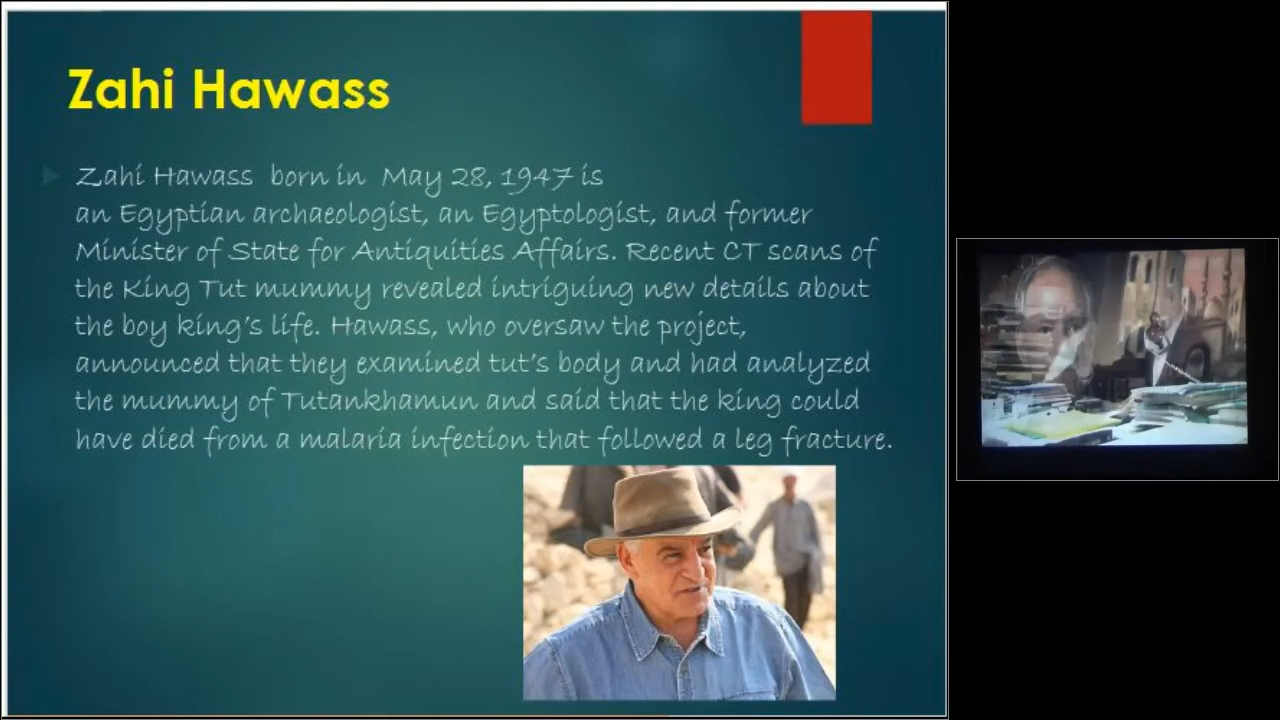 Zahi Hawass
Zahi Hawass born in May 28, 1947 is
an Egyptian archaeologist, an Egyptologist, and former
Minister of State for Antiquities Affairs. Recent CT scans of
the King Tut mummy revealed intriguing new details about
the boy king's life. Hawass, who oversaw the project,
announced that they examined tut's body and had analyzed
the mummy of Tutankhamun and said that the king could
have died from a malaria infection that followed a leg fracture.